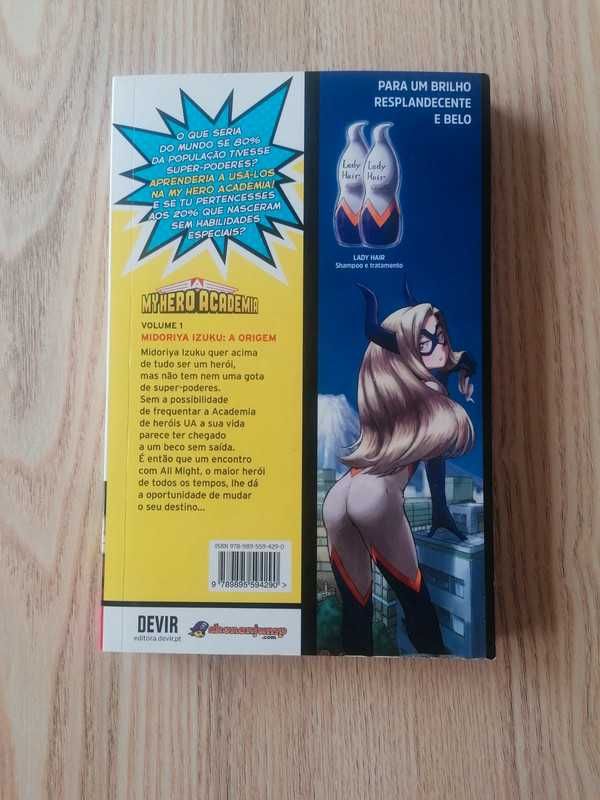 O QUE SERIA
DO MUNDO SE 80%
DA POPULAÇÃO TIVESSE
SUPER-PODERES?
APRENDERIA A USÁ-LOS
NA MY HERO ACADEMIA!
E SE TU PERTENCESSES
AOS 20% QUE NASCERAM
SEM HABILIDADES
ESPECIAIS?
MY HERO ACADEMIA
VOLUME 1
MIDORIYA IZUKU: A ORIGEM
Midoriya Izuku quer acima
de tudo ser um herói,
mas não tem nem uma gota
de super-poderes.
Sem a possibilidade
de frequentar a Academia
de heróis UA a sua vida
parece ter chegado
a um beco sem saída.
É então que um encontro
com All Might, o maior herói
de todos os tempos, lhe dá
a oportunidade de mudar
o seu destino...
ISBN 978-989-559-429-0
9 789895 594290 >
DEVIR
editora.devir.pt
shonenjump
.com
PARA UM BRILHO
RESPLANDECENTE
E BELO
Lady
Hair
Lady
Hair
LADY HAIR
Shampoo e tratamento